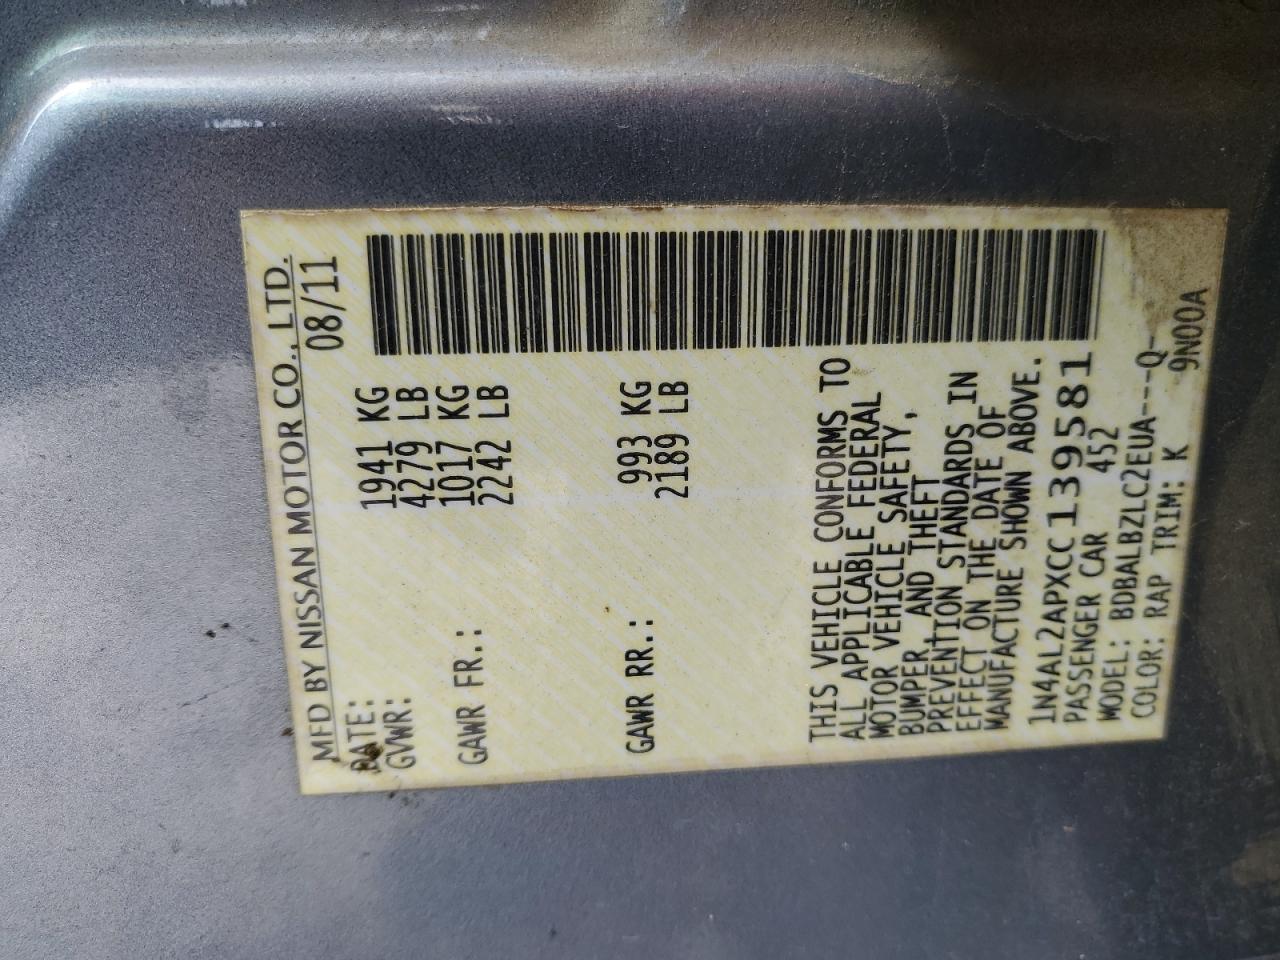 MFD BY NISSAN MOTOR CO., LTD.
DATE: 08/11
GVWR: 1941 KG
4279 LB
GAWR FR.: 1017 KG
2242 LB
GAWR RR.: 993 KG
2189 LB
THIS VEHICLE CONFORMS TO
ALL APPLICABLE FEDERAL
MOTOR VEHICLE SAFETY,
BUMPER, AND THEFT
PREVENTION STANDARDS IN
EFFECT ON THE DATE OF
MANUFACTURE SHOWN ABOVE.
1N4AL2APXCC139581
PASSENGER CAR 452
MODEL: BDBALBZLC2EUA----Q-
COLOR: RAP TRIM: K 9N00A